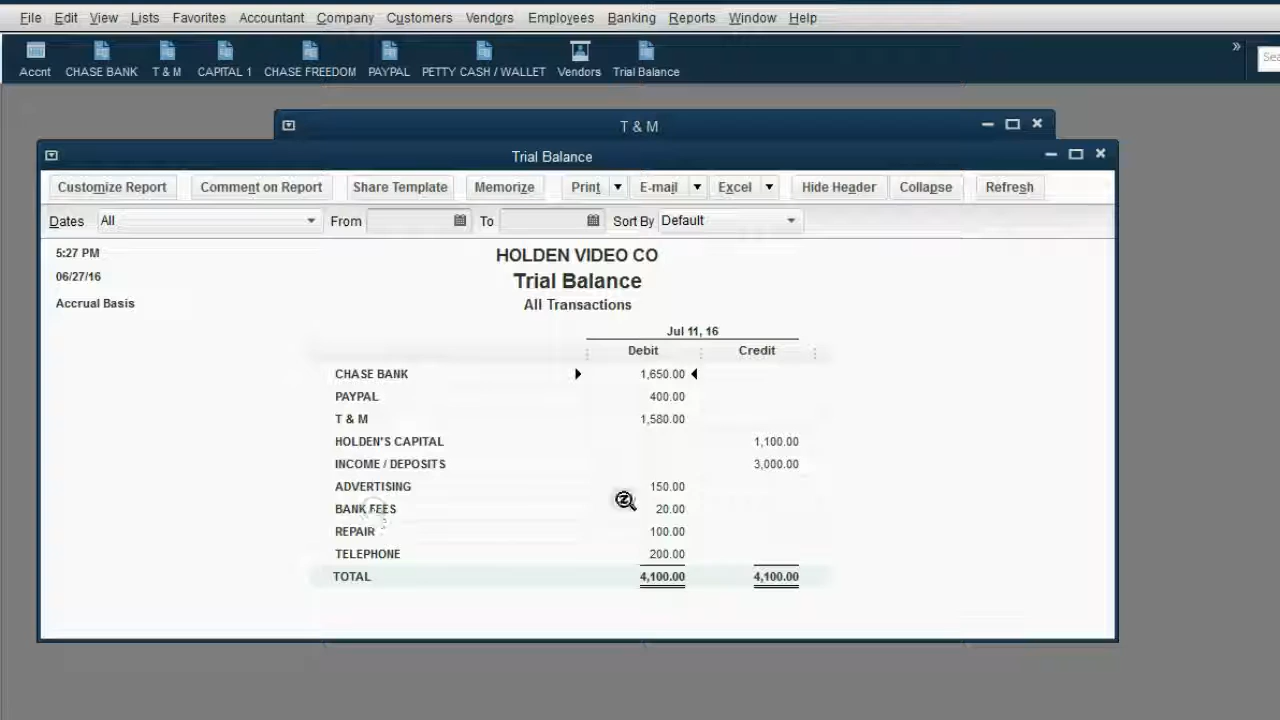 File Edit View Lists Favorites Accountant Company Customers Vendors Employees Banking Reports Window Help
Accnt CHASE BANK T & M CAPITAL 1 CHASE FREEDOM PAYPAL PETTY CASH / WALLET Vendors Trial Balance » Sea
T & M
Trial Balance
Customize Report Comment on Report Share Template Memorize Print E-mail Excel Hide Header Collapse Refresh
Dates All From To Sort By Default
5:27 PM
HOLDEN VIDEO CO
06/27/16
Trial Balance
Accrual Basis
All Transactions
Jul 11, 16
Debit Credit
CHASE BANK 1,650.00
PAYPAL 400.00
T & M 1,580.00
HOLDEN'S CAPITAL 1,100.00
INCOME / DEPOSITS 3,000.00
ADVERTISING 150.00
BANK FEES 20.00
REPAIR 100.00
TELEPHONE 200.00
TOTAL 4,100.00 4,100.00